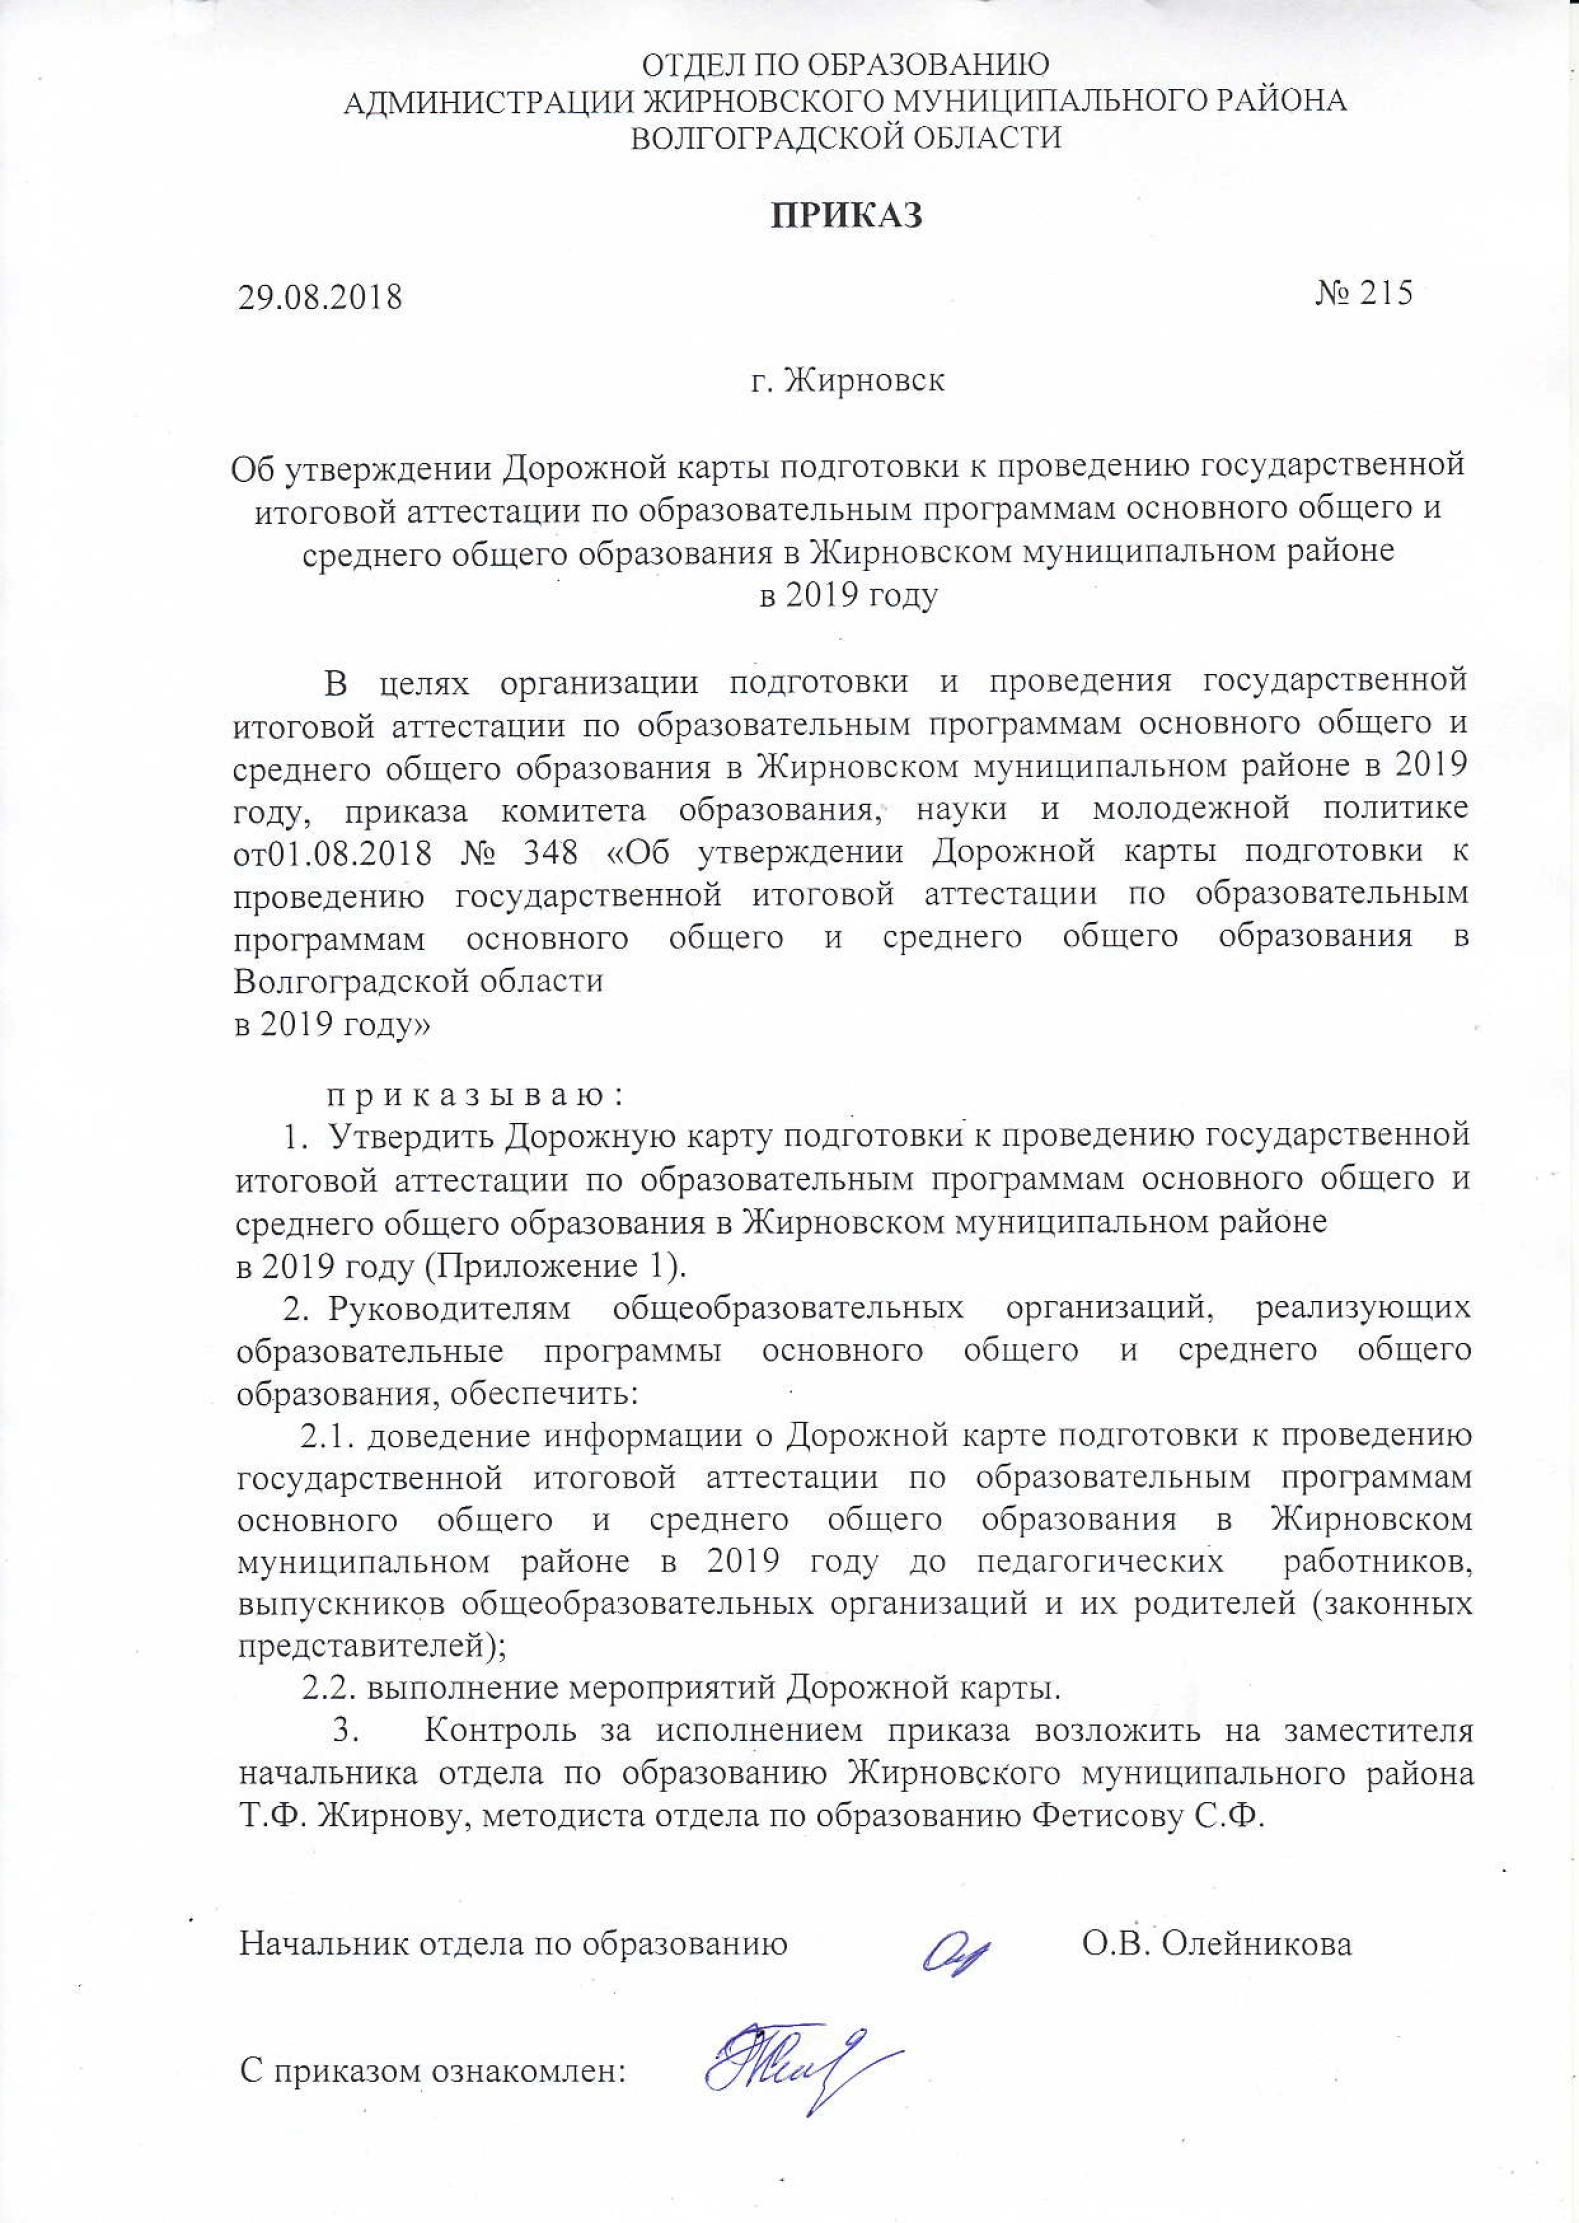 ОТДЕЛ ПО ОБРАЗОВАНИЮ
АДМИНИСТРАЦИИ ЖИРНОВСКОГО МУНИЦИПАЛЬНОГО РАЙОНА
ВОЛГОГРАДСКОЙ ОБЛАСТИ
ПРИКАЗ
29.08.2018 № 215
г. Жирновск
Об утверждении Дорожной карты подготовки к проведению государственной
итоговой аттестации по образовательным программам основного общего и
среднего общего образования в Жирновском муниципальном районе
в 2019 году
В целях организации подготовки и проведения государственной
итоговой аттестации по образовательным программам основного общего и
среднего общего образования в Жирновском муниципальном районе в 2019
году, приказа комитета образования, науки и молодежной политике
от01.08.2018 № 348 «Об утверждении Дорожной карты подготовки к
проведению государственной итоговой аттестации по образовательным
программам основного общего и среднего общего образования в
Волгоградской области
в 2019 году»
п р и к а з ы в а ю :
1. Утвердить Дорожную карту подготовки к проведению государственной
итоговой аттестации по образовательным программам основного общего и
среднего общего образования в Жирновском муниципальном районе
в 2019 году (Приложение 1).
2. Руководителям общеобразовательных организаций, реализующих
образовательные программы основного общего и среднего общего
образования, обеспечить:
2.1. доведение информации о Дорожной карте подготовки к проведению
государственной итоговой аттестации по образовательным программам
основного общего и среднего общего образования в Жирновском
муниципальном районе в 2019 году до педагогических работников,
выпускников общеобразовательных организаций и их родителей (законных
представителей);
2.2. выполнение мероприятий Дорожной карты.
3. Контроль за исполнением приказа возложить на заместителя
начальника отдела по образованию Жирновского муниципального района
Т.Ф. Жирнову, методиста отдела по образованию Фетисову С.Ф.
Начальник отдела по образованию О.В. Олейникова
С приказом ознакомлен: